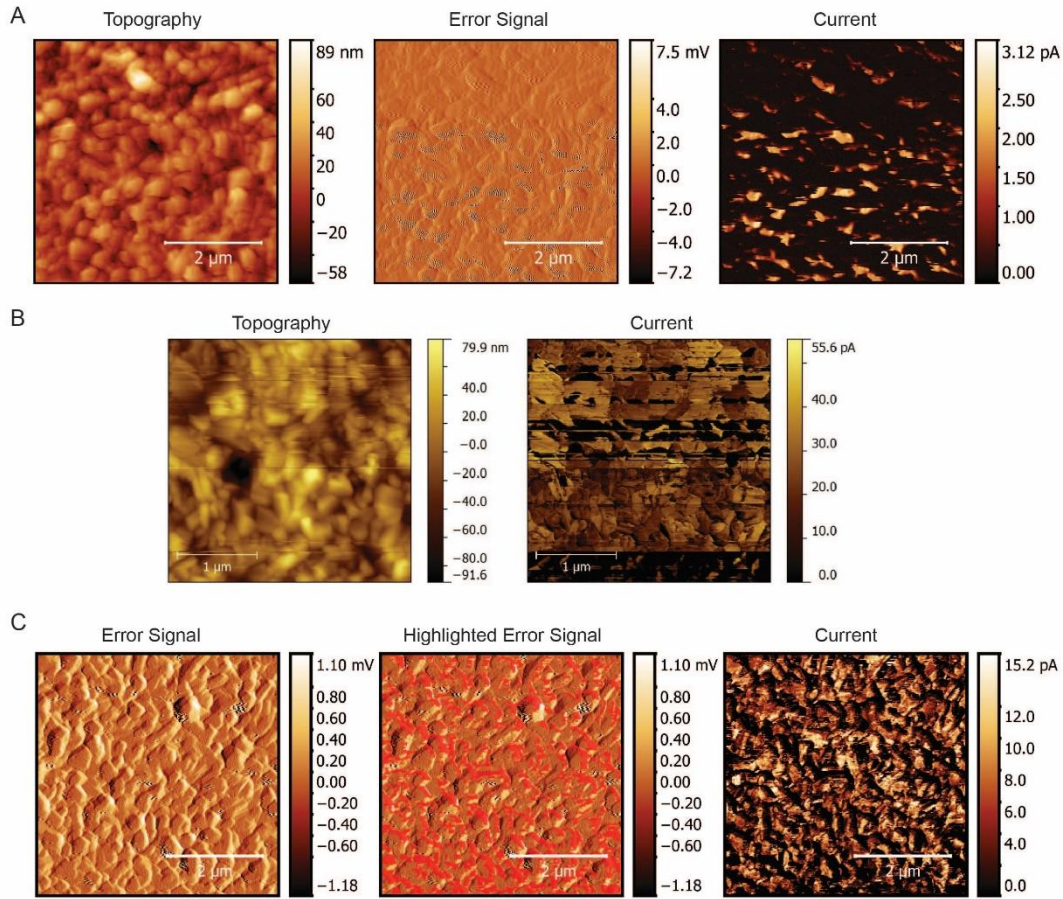 A
Topography
Error Signal
Current
89 nm
60
40
20
0
−20
−58
2 µm
7.5 mV
4.0
2.0
0.0
−2.0
−4.0
−7.2
2 µm
3.12 pA
2.50
2.00
1.50
1.00
0.00
2 µm
B
Topography
Current
79.9 nm
40.0
20.0
−0.0
−20.0
−40.0
−60.0
−80.0
−91.6
1 µm
55.6 pA
40.0
30.0
20.0
10.0
0.0
1 µm
C
Error Signal
Highlighted Error Signal
Current
1.10 mV
0.80
0.60
0.40
0.20
0.00
−0.20
−0.40
−0.60
−0.80
−1.18
2 µm
1.10 mV
0.80
0.60
0.40
0.20
0.00
−0.20
−0.40
−0.60
−0.80
−1.18
2 µm
15.2 pA
12.0
10.0
8.0
6.0
4.0
0.0
2 µm